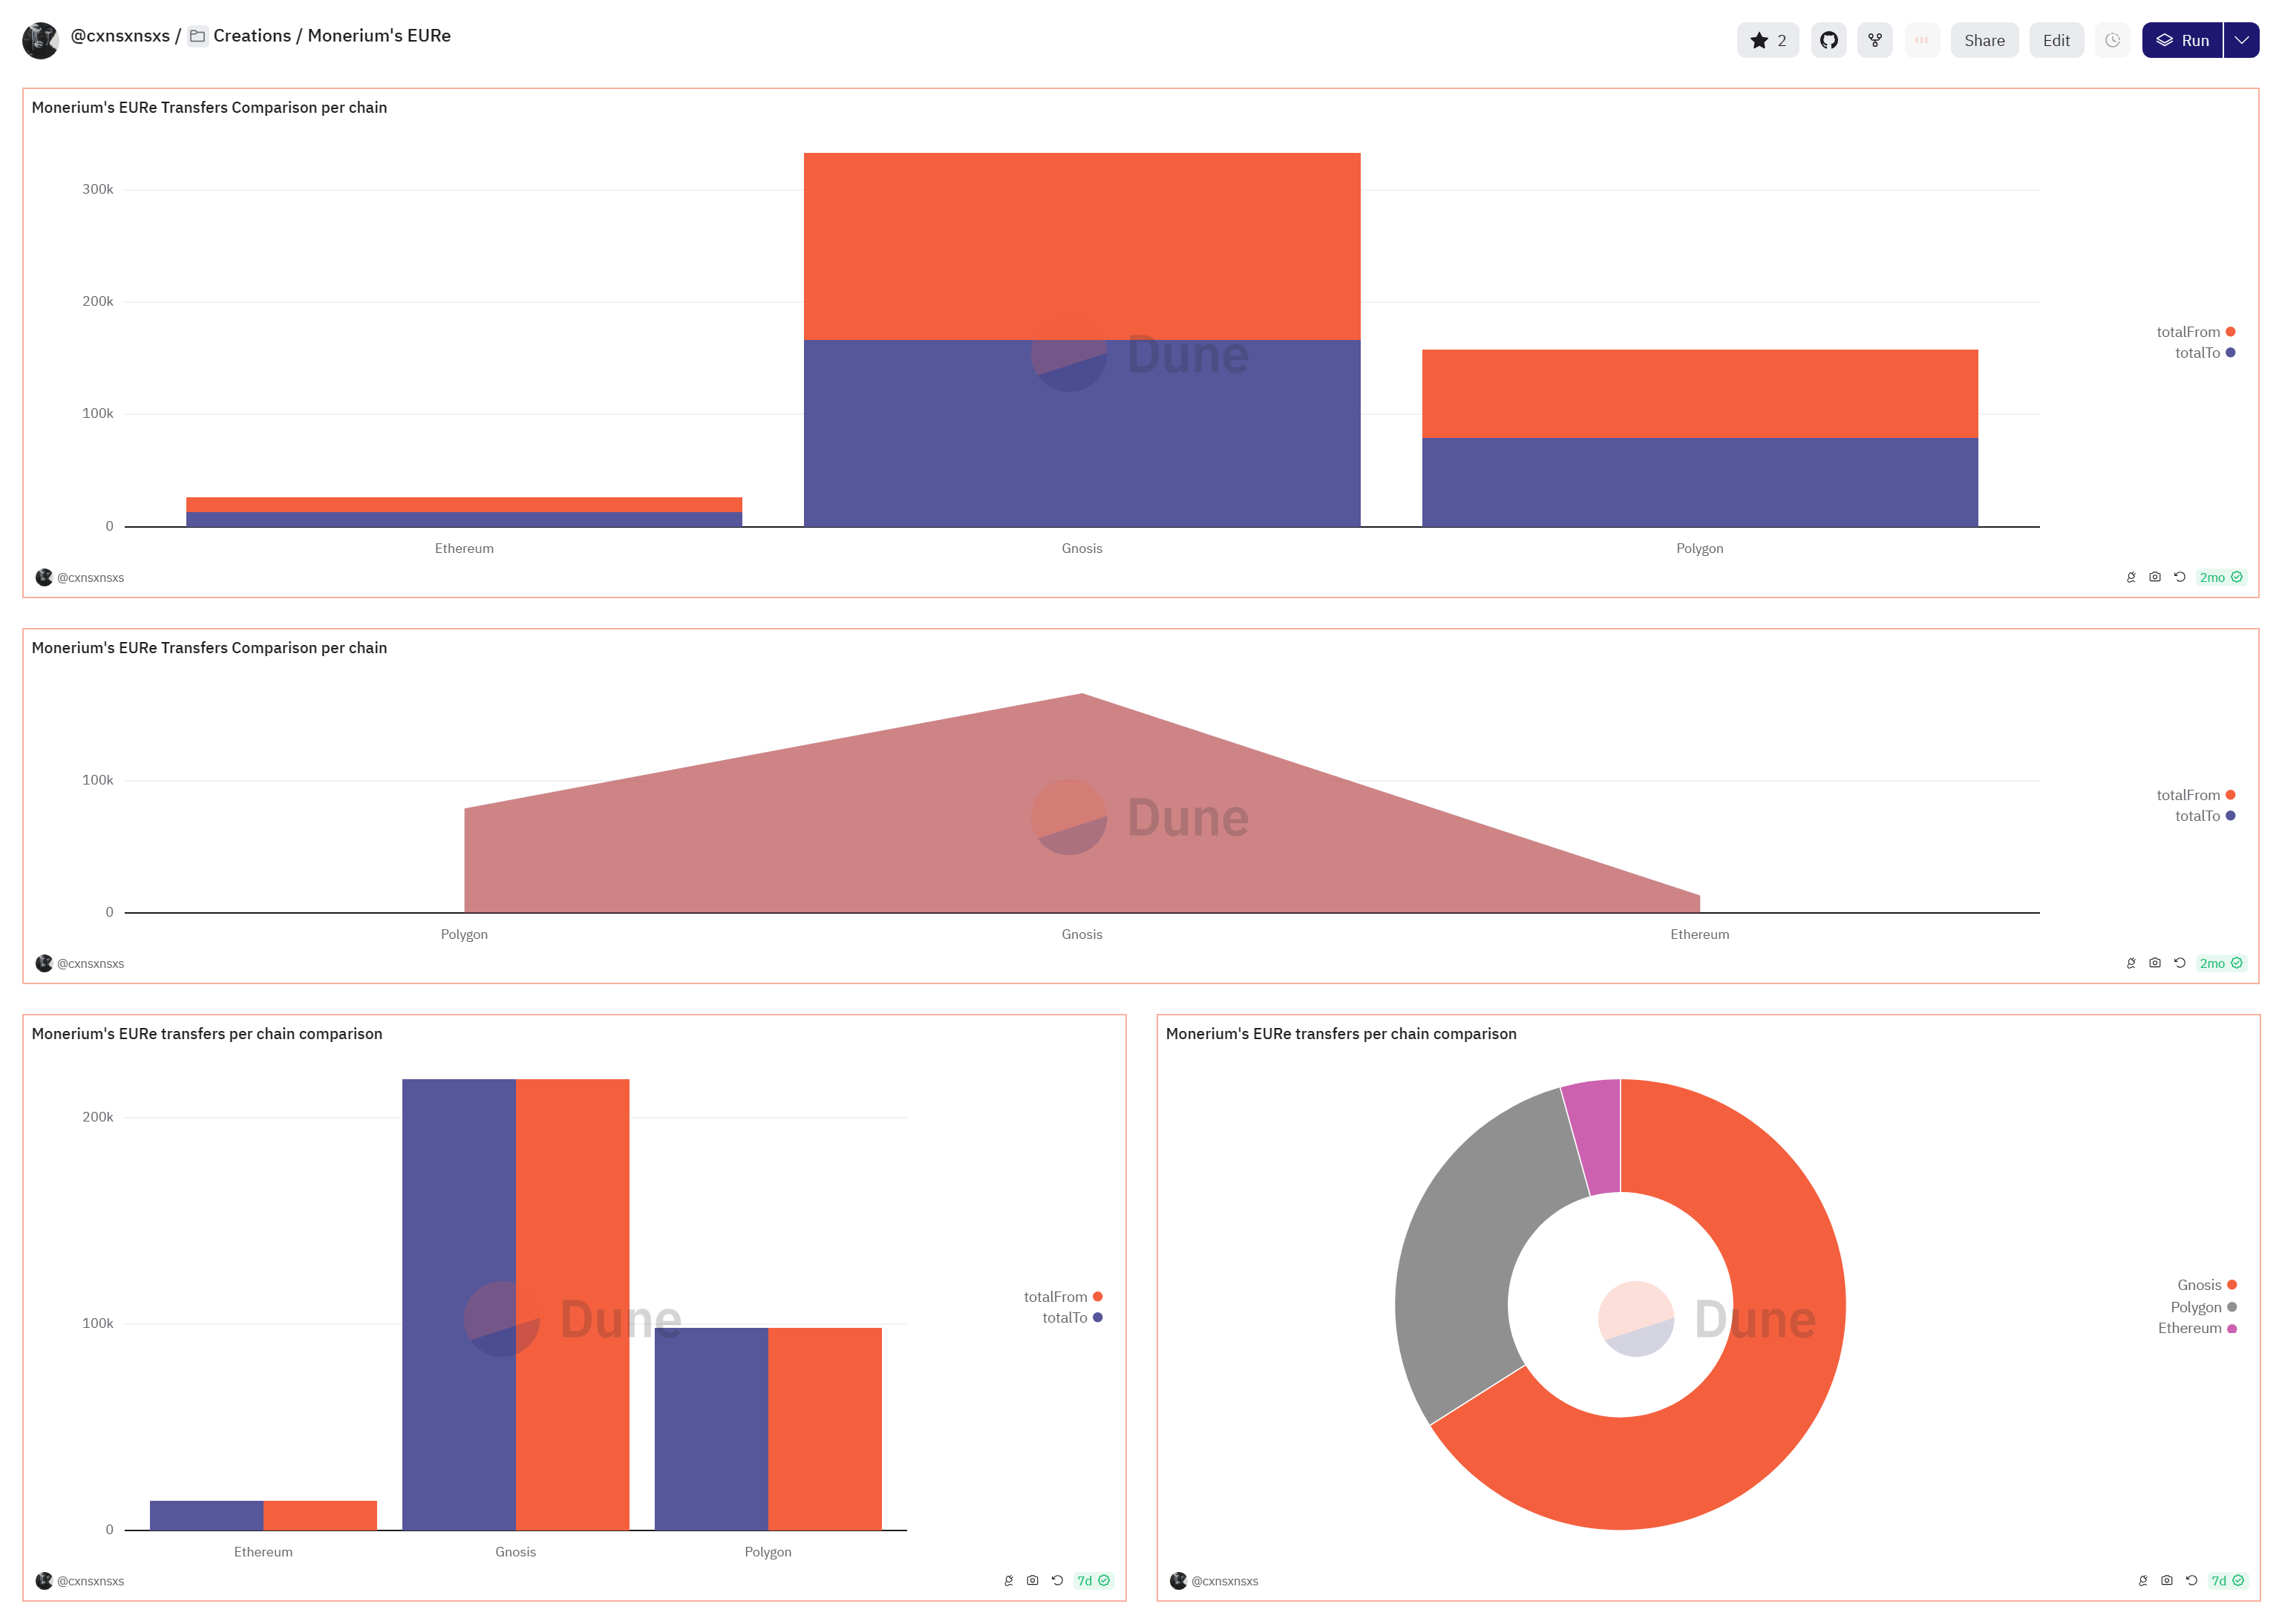 @cxnsxnsxs / Creations / Monerium's EURe
2
Share
Edit
Run
Monerium's EURe Transfers Comparison per chain
300k
200k
100k
0
Dune
totalFrom
totalTo
Ethereum
Gnosis
Polygon
@cxnsxnsxs
2mo
Monerium's EURe Transfers Comparison per chain
100k
0
Dune
totalFrom
totalTo
Polygon
Gnosis
Ethereum
@cxnsxnsxs
2mo
Monerium's EURe transfers per chain comparison
200k
100k
0
Dune
totalFrom
totalTo
Ethereum
Gnosis
Polygon
@cxnsxnsxs
7d
Monerium's EURe transfers per chain comparison
Dune
Gnosis
Polygon
Ethereum
@cxnsxnsxs
7d